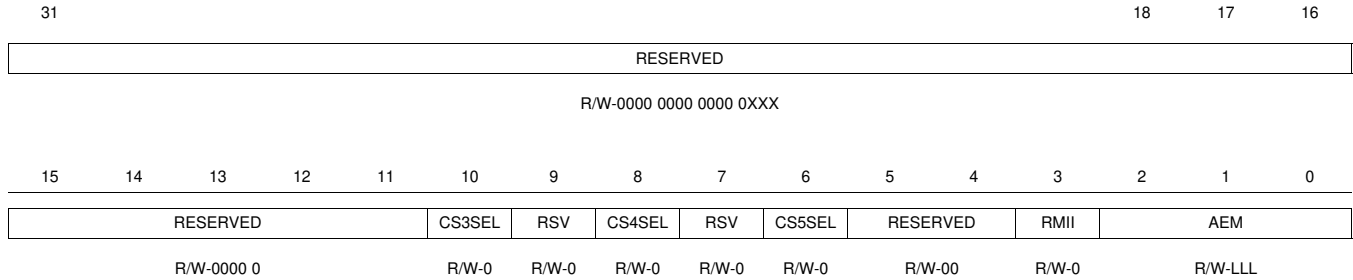 31 18 17 16
RESERVED
R/W-0000 0000 0000 0XXX
15 14 13 12 11 10 9 8 7 6 5 4 3 2 1 0
RESERVED CS3SEL RSV CS4SEL RSV CS5SEL RESERVED RMII AEM
R/W-0000 0 R/W-0 R/W-0 R/W-0 R/W-0 R/W-0 R/W-00 R/W-0 R/W-LLL